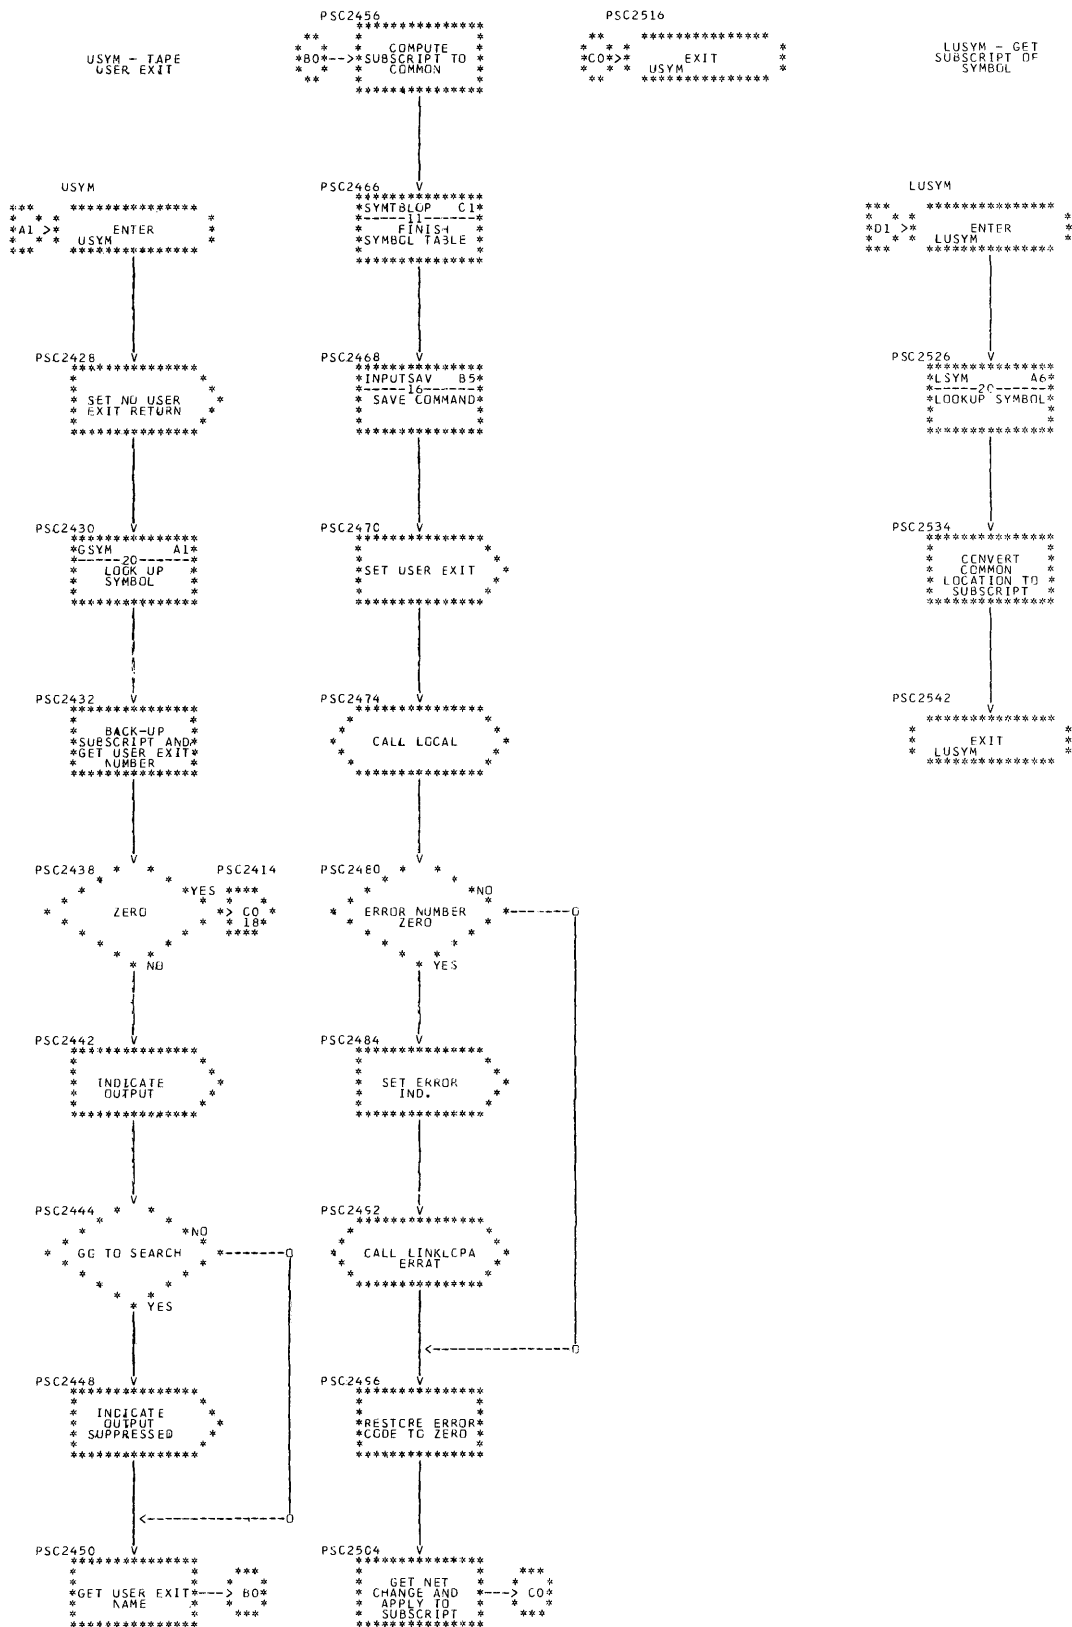 USYM - TAPE
USER EXIT
USYM
A1
ENTER
USYM
PSC2428
SET NO USER
EXIT RETURN
PSC2430
GSYM A1
20
LOOK UP
SYMBOL
PSC2432
BACK-UP
SUBSCRIPT AND
GET USER EXIT
NUMBER
PSC2438
ZERO
YES
NO
PSC2414
C0
18
PSC2442
INDICATE
OUTPUT
PSC2444
GO TO SEARCH
NO
YES
PSC2448
INDICATE
OUTPUT
SUPPRESSED
PSC2450
GET USER EXIT
NAME
B0
PSC2456
B0
COMPUTE
SUBSCRIPT TO
COMMON
PSC2466
SYMTBLOP C1
11
FINISH
SYMBOL TABLE
PSC2468
INPUTSAV B5
16
SAVE COMMAND
PSC2470
SET USER EXIT
PSC2474
CALL LOCAL
PSC2480
ERROR NUMBER
ZERO
NO
YES
PSC2484
SET ERROR
IND.
PSC2492
CALL LINKLCPA
ERRAT
PSC2496
RESTORE ERROR
CODE TO ZERO
PSC2504
GET NET
CHANGE AND
APPLY TO
SUBSCRIPT
C0
PSC2516
C0
EXIT
USYM
LUSYM - GET
SUBSCRIPT OF
SYMBOL
LUSYM
D1
ENTER
LUSYM
PSC2526
LSYM A6
20
LOOKUP SYMBOL
PSC2534
CONVERT
COMMON
LOCATION TO
SUBSCRIPT
PSC2542
EXIT
LUSYM